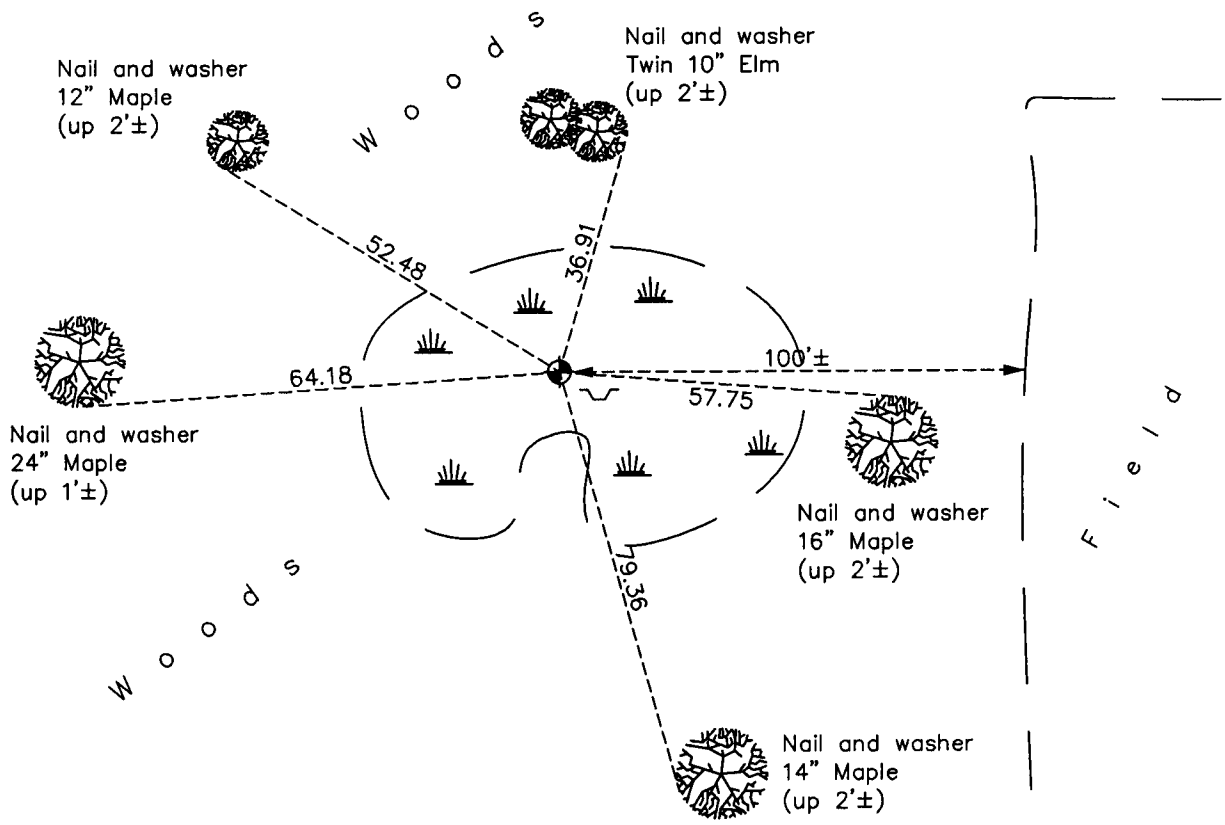 Woods
Nail and washer
Twin 10" Elm
(up 2'±)
Nail and washer
12" Maple
(up 2'±)
52.48
36.91
100'±
64.18
57.75
Field
Nail and washer
24" Maple
(up 1'±)
Nail and washer
16" Maple
(up 2'±)
79.36
Woods
Nail and washer
14" Maple
(up 2'±)